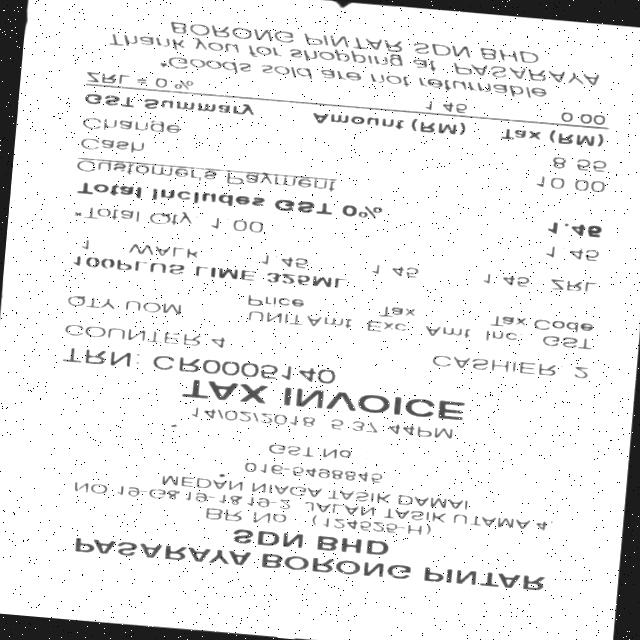 PASARAYA BORONG PINTAR
SDN BHD
BR No. (124525-H)
NO.19-G&19-1&19-2 JALAN TASIK UTAMA 4
MEDAN NIAGA TASIK DAMAI
016-5498845
GST No.
14/02/2018 5:37:44PM
TAX INVOICE
TRN CR0005140
COUNTER 4 CASHIER 2
QTY UOM UNIT Price Amt Exc. Tax Amt Inc. Tax GST Code
100PLUS LIME 325ML
1 WALK 1.45 1.45 1.45 ZRL
*Total Qty 1.00 1.45
Total Includes GST 0% 1.45
Customer's Payment 10.00
Cash 8.55
Change
GST Summary Amount (RM) Tax (RM)
ZRL = 0 % 1.45 0.00
*Goods sold are not returnable
Thank you for shopping at PASARAYA
BORONG PINTAR SDN BHD